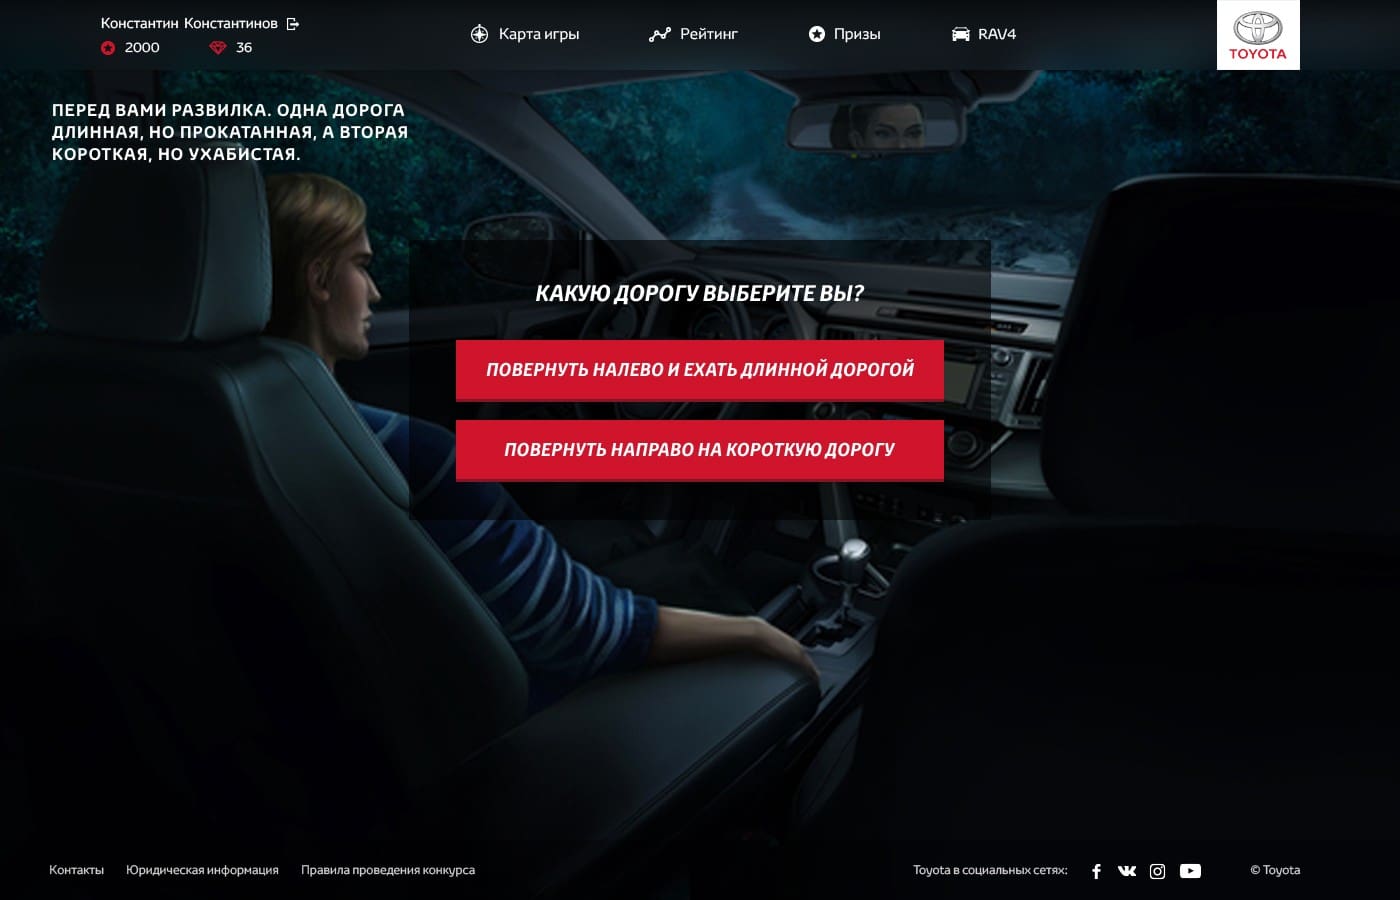 Константин Константинов
2000
36
Карта игры
Рейтинг
Призы
RAV4
TOYOTA
ПЕРЕД ВАМИ РАЗВИЛКА. ОДНА ДОРОГА
ДЛИННАЯ, НО ПРОКАТАННАЯ, А ВТОРАЯ
КОРОТКАЯ, НО УХАБИСТАЯ.
КАКУЮ ДОРОГУ ВЫБЕРИТЕ ВЫ?
ПОВЕРНУТЬ НАЛЕВО И ЕХАТЬ ДЛИННОЙ ДОРОГОЙ
ПОВЕРНУТЬ НАПРАВО НА КОРОТКУЮ ДОРОГУ
Контакты
Юридическая информация
Правила проведения конкурса
Toyota в социальных сетях:
© Toyota